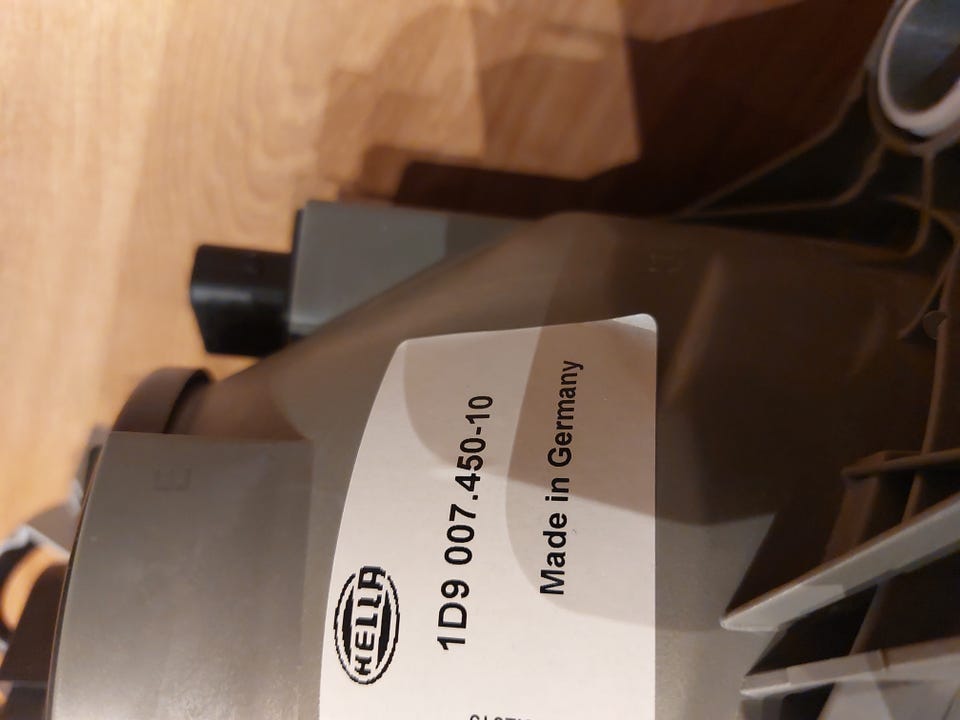 HELLA
1D9 007.450-10
Made in Germany